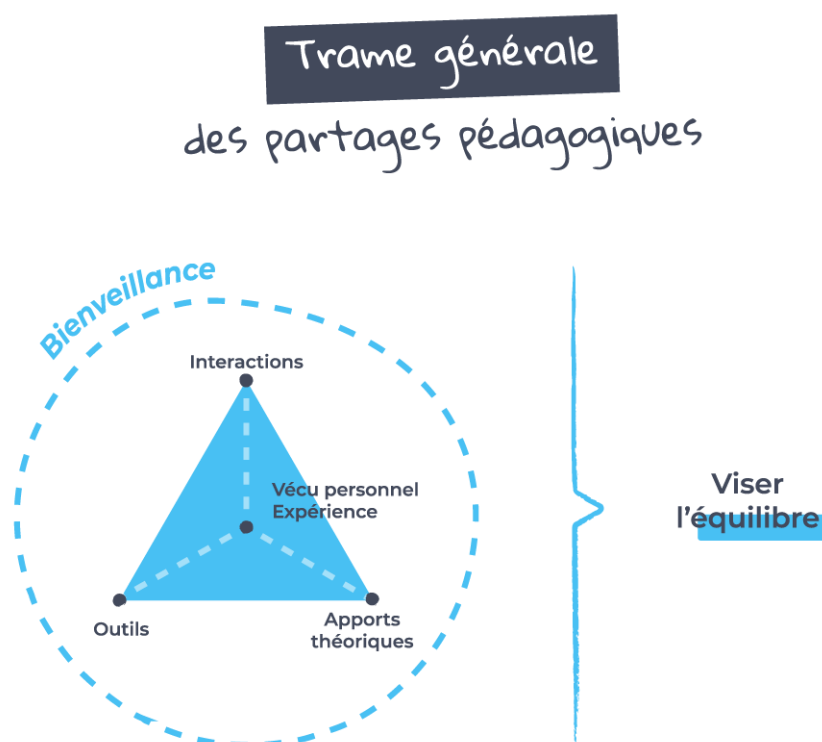 Trame générale
des partages pédagogiques
Bienveillance
Interactions
Vécu personnel
Expérience
Outils
Apports
théoriques
Viser
l'équilibre